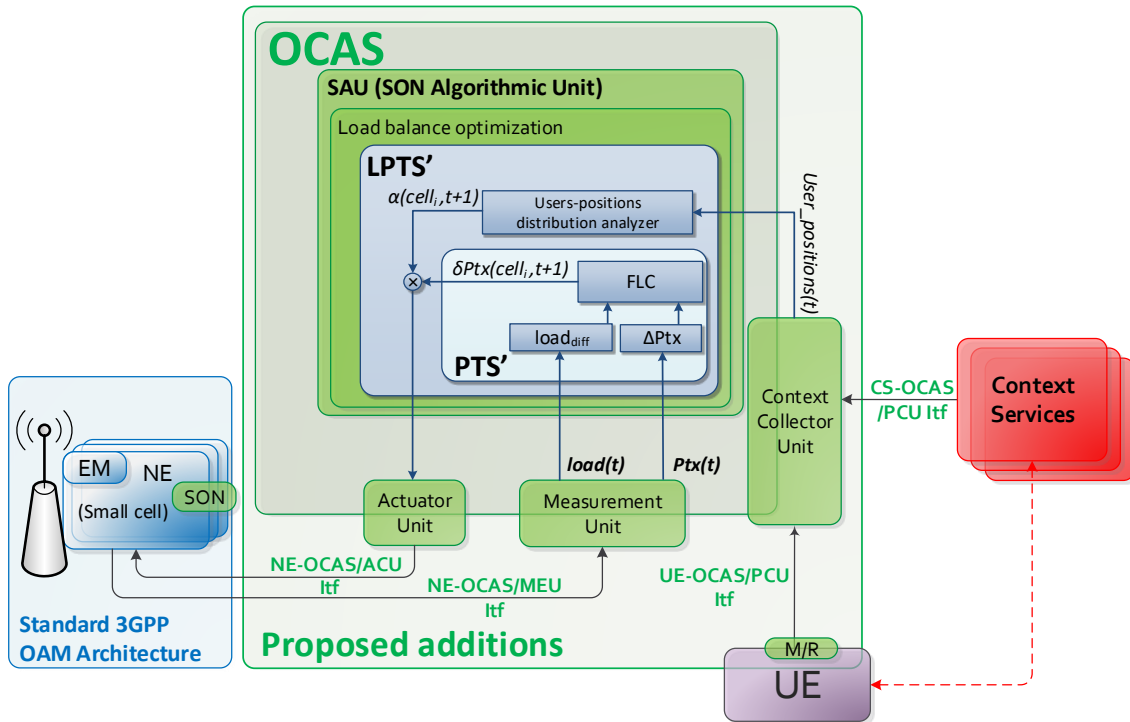 OCAS
SAU (SON Algorithmic Unit)
Load balance optimization
LPTS'
α(cellᵢ,t+1)
Users-positions
distribution analyzer
User_positions(t)
δPtx(cellᵢ,t+1)
×
FLC
load_diff
ΔPtx
PTS'
Context
Collector
Unit
CS-OCAS
/PCU Itf
Context
Services
EM
NE
(Small cell)
SON
load(t)
Ptx(t)
Actuator
Unit
Measurement
Unit
NE-OCAS/ACU
Itf
NE-OCAS/MEU
Itf
UE-OCAS/PCU
Itf
Standard 3GPP
OAM Architecture
Proposed additions
M/R
UE